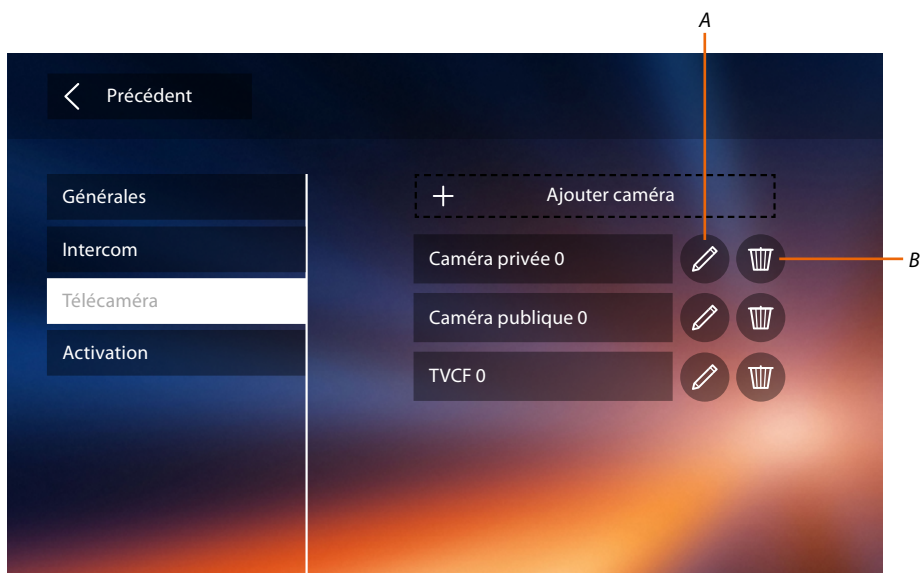 A
Précédent
Générales
Intercom
Télécaméra
Activation
Ajouter caméra
Caméra privée 0
B
Caméra publique 0
TVCF 0